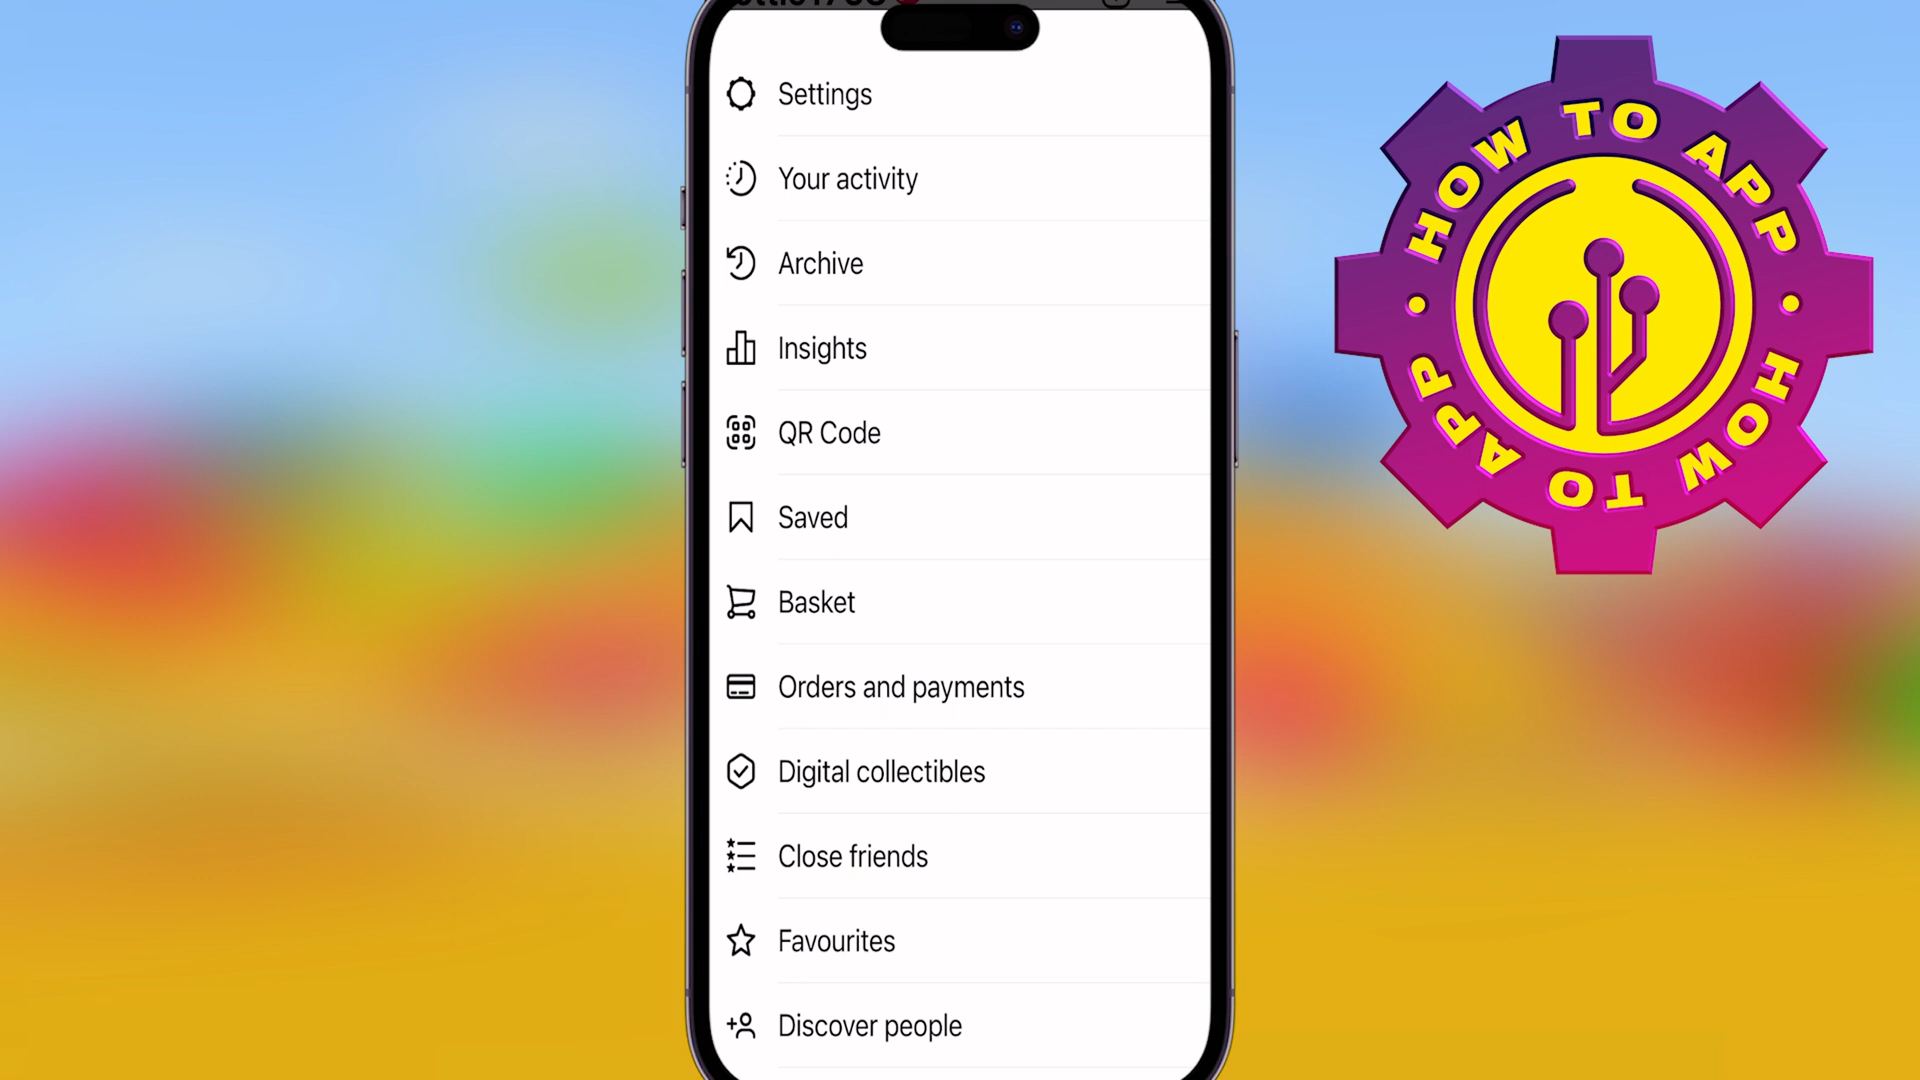 Settings
Your activity
Archive
Insights
QR Code
Saved
Basket
Orders and payments
Digital collectibles
Close friends
Favourites
Discover people
HOW TO APP
HOW TO APP